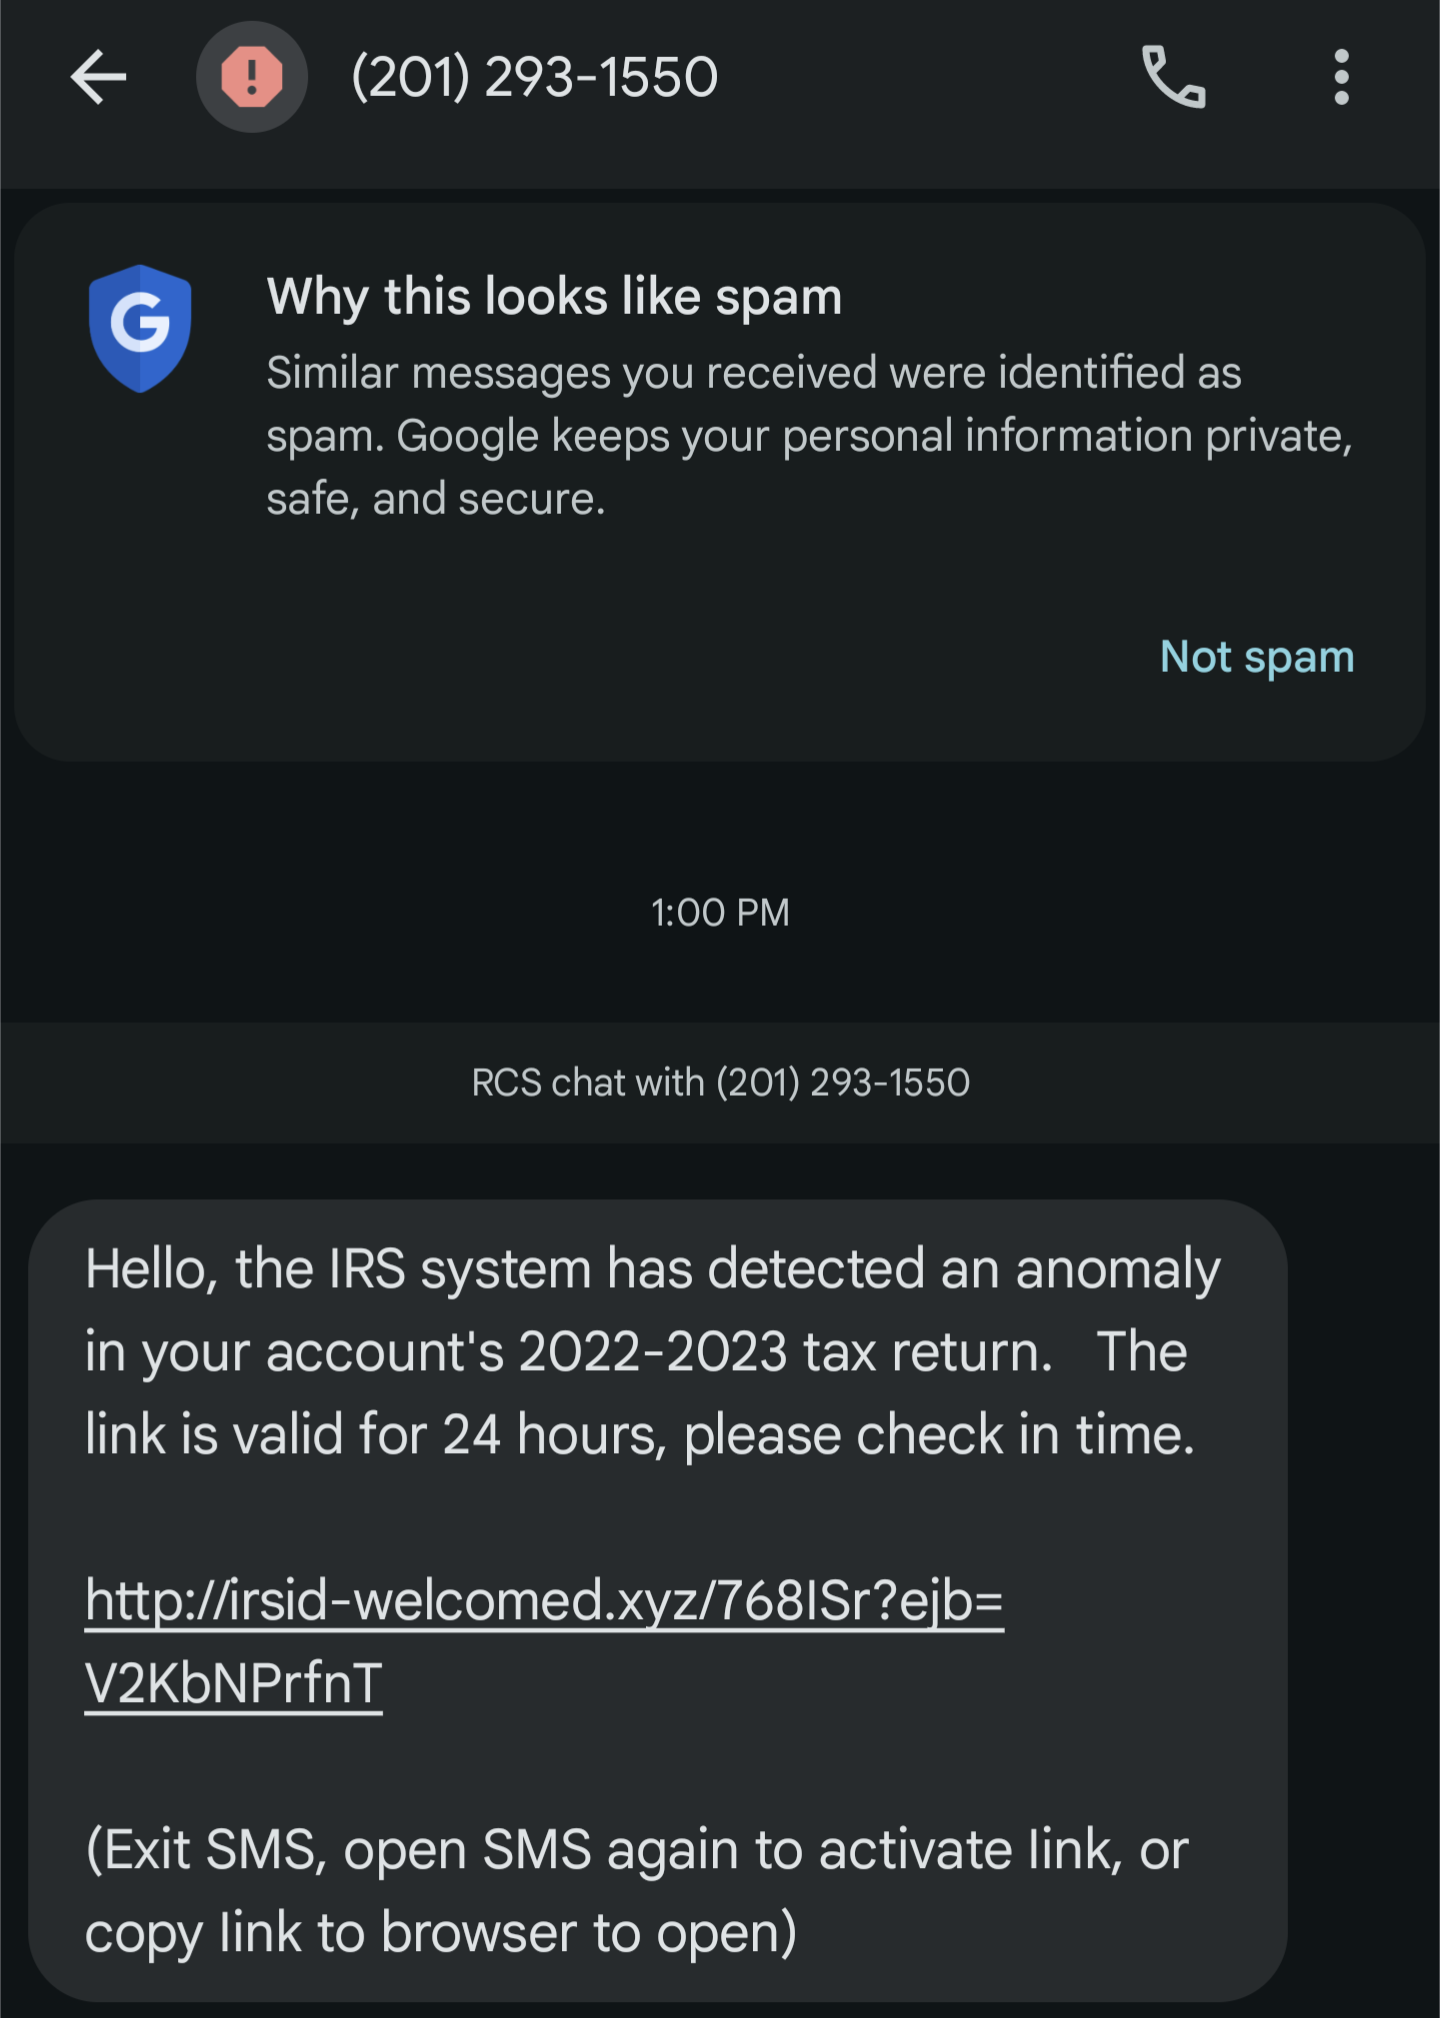 (201) 293-1550
Why this looks like spam
Similar messages you received were identified as
spam. Google keeps your personal information private,
safe, and secure.
Not spam
1:00 PM
RCS chat with (201) 293-1550
Hello, the IRS system has detected an anomaly
in your account's 2022-2023 tax return.   The
link is valid for 24 hours, please check in time.
http://irsid-welcomed.xyz/768ISr?ejb=
V2KbNPrfnT
(Exit SMS, open SMS again to activate link, or
copy link to browser to open)